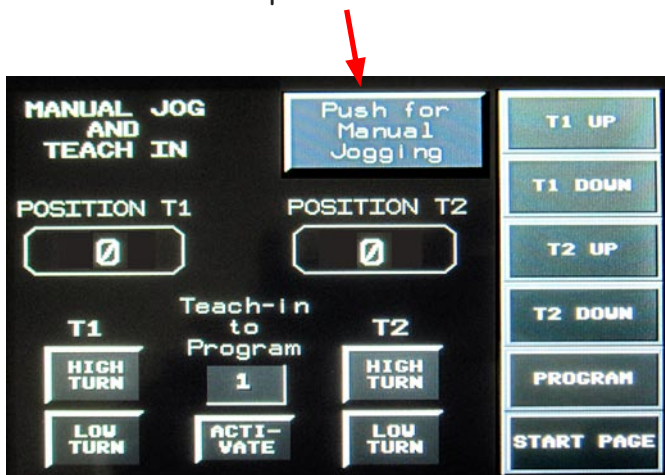 MANUAL JOG
AND
TEACH IN
Push for
Manual
Jogging
POSITION T1
0
POSITION T2
0
T1
HIGH
TURN
LOW
TURN
Teach-in
to
Program
1
ACTI-
VATE
T2
HIGH
TURN
LOW
TURN
T1 UP
T1 DOWN
T2 UP
T2 DOWN
PROGRAM
START PAGE